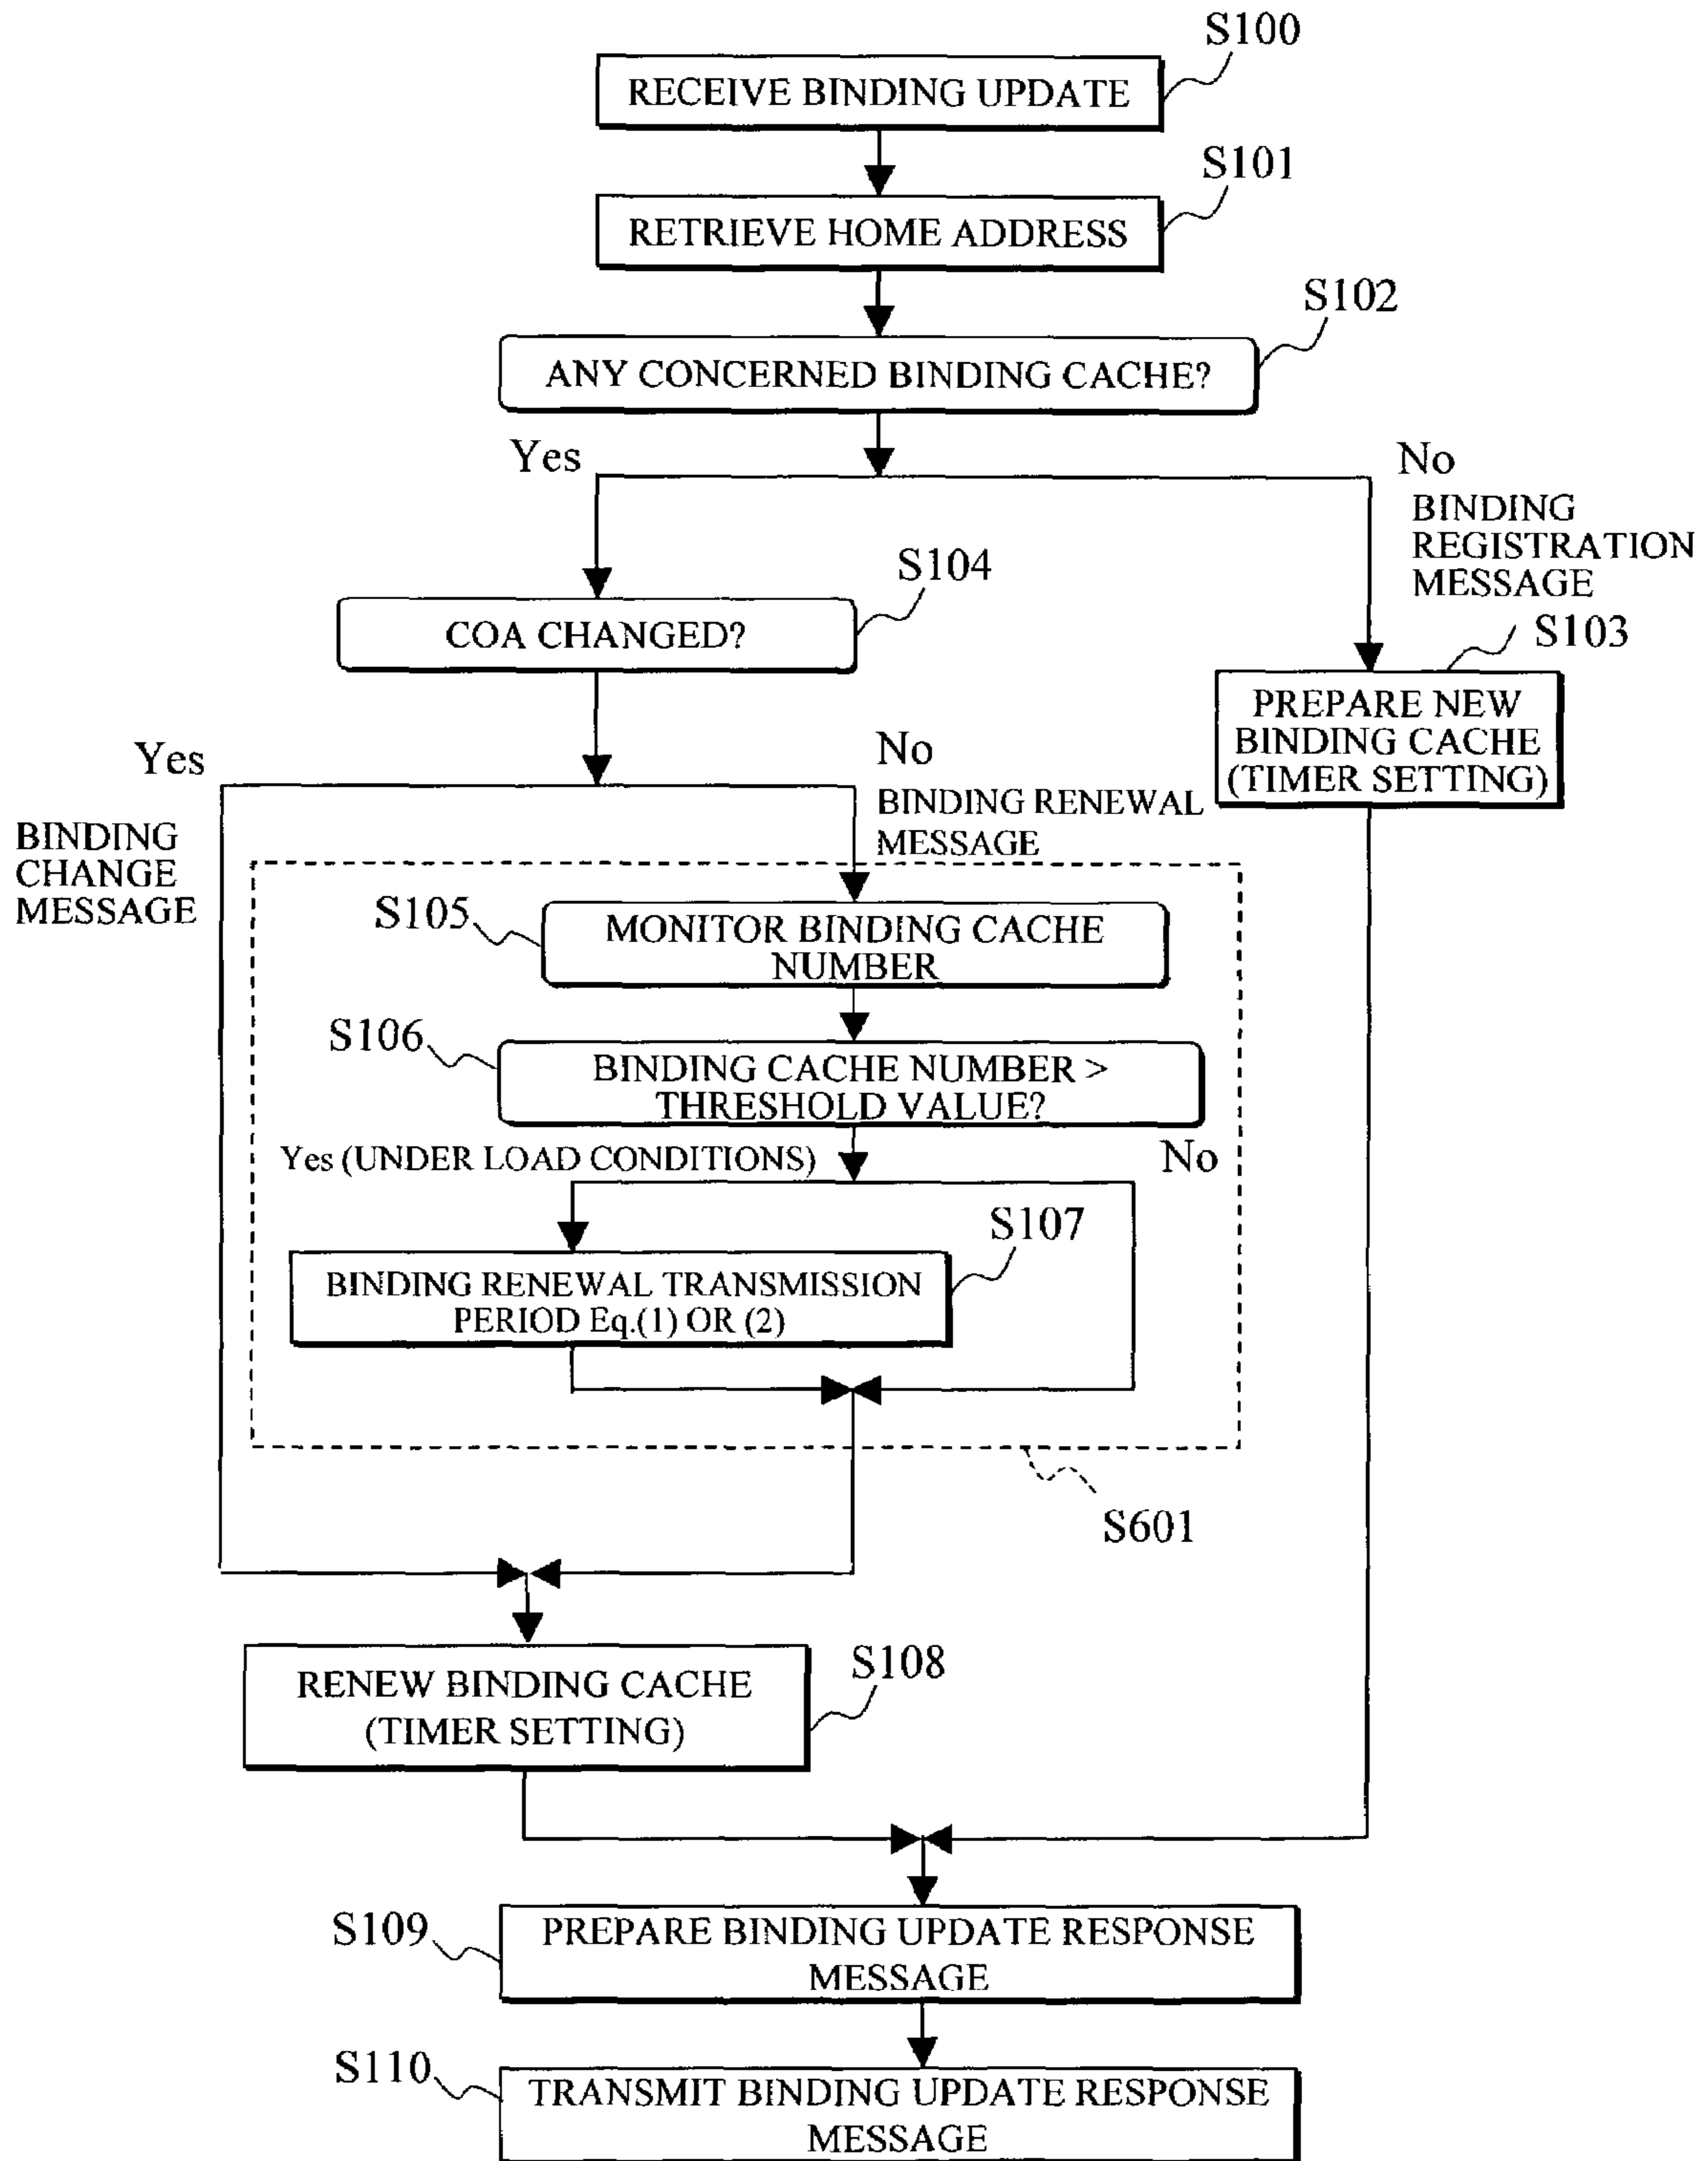 S100
RECEIVE BINDING UPDATE
S101
RETRIEVE HOME ADDRESS
S102
ANY CONCERNED BINDING CACHE?
Yes
No
BINDING
REGISTRATION
MESSAGE
S104
COA CHANGED?
S103
PREPARE NEW
BINDING CACHE
(TIMER SETTING)
Yes
BINDING
CHANGE
MESSAGE
No
BINDING RENEWAL
MESSAGE
S105
MONITOR BINDING CACHE
NUMBER
S106
BINDING CACHE NUMBER >
THRESHOLD VALUE?
Yes (UNDER LOAD CONDITIONS)
No
S107
BINDING RENEWAL TRANSMISSION
PERIOD Eq.(1) OR (2)
S601
S108
RENEW BINDING CACHE
(TIMER SETTING)
S109
PREPARE BINDING UPDATE RESPONSE
MESSAGE
S110
TRANSMIT BINDING UPDATE RESPONSE
MESSAGE